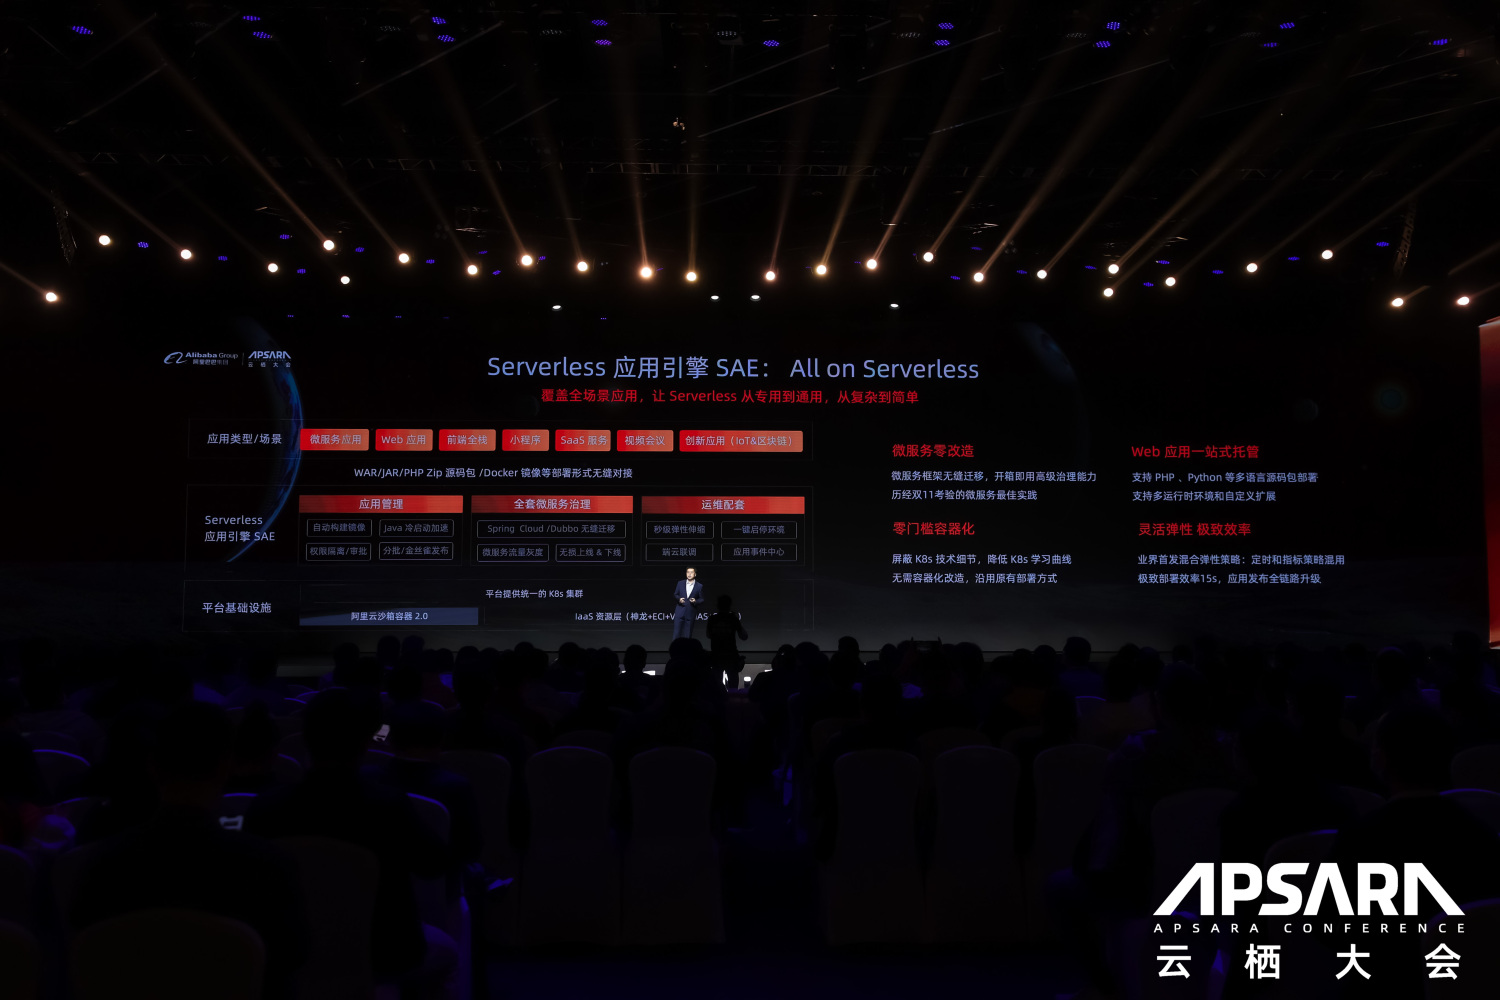 Alibaba Group
阿里巴巴集团
APSARA
云栖大会
Serverless 应用引擎 SAE： All on Serverless
覆盖全场景应用，让 Serverless 从专用到通用，从复杂到简单
应用类型/场景
微服务应用
Web 应用
前端全栈
小程序
SaaS 服务
视频会议
创新应用（IoT&区块链）
WAR/JAR/PHP Zip 源码包 /Docker 镜像等部署形式无缝对接
Serverless
应用引擎 SAE
应用管理
自动构建镜像
Java 冷启动加速
权限隔离/审批
分批/金丝雀发布
全套微服务治理
Spring Cloud /Dubbo 无缝迁移
微服务流量灰度
无损上线 & 下线
运维配套
秒级弹性伸缩
一键启停环境
端云联调
应用事件中心
平台基础设施
平台提供统一的 K8s 集群
阿里云沙箱容器 2.0
IaaS 资源层（神龙+ECI+
微服务零改造
微服务框架无缝迁移，开箱即用高级治理能力
历经双11考验的微服务最佳实践
Web 应用一站式托管
支持 PHP 、Python 等多语言源码包部署
支持多运行时环境和自定义扩展
零门槛容器化
屏蔽 K8s 技术细节，降低 K8s 学习曲线
无需容器化改造，沿用原有部署方式
灵活弹性 极致效率
业界首发混合弹性策略：定时和指标策略混用
极致部署效率15s，应用发布全链路升级
APSARA
APSARA CONFERENCE
云栖大会